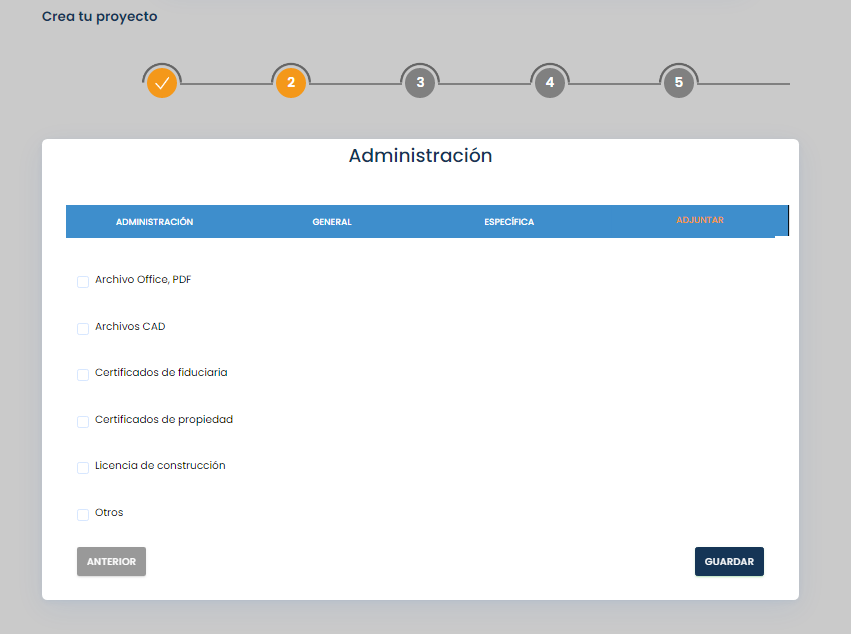 Crea tu proyecto
2 3 4 5
Administración
ADMINISTRACIÓN GENERAL ESPECÍFICA ADJUNTAR
Archivo Office, PDF
Archivos CAD
Certificados de fiduciaria
Certificados de propiedad
Licencia de construcción
Otros
ANTERIOR GUARDAR